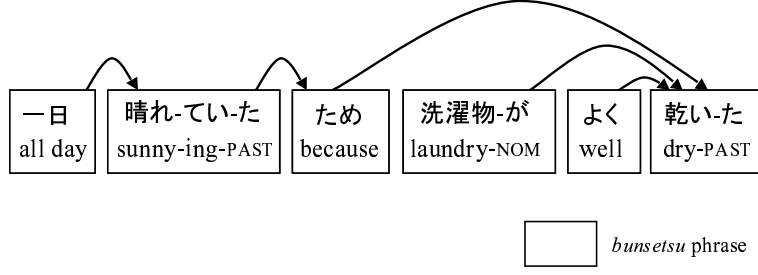 一日 晴れ-てい-た ため 洗濯物-が よく 乾い-た
all day sunny-ing-PAST because laundry-NOM well dry-PAST
bunsetsu phrase